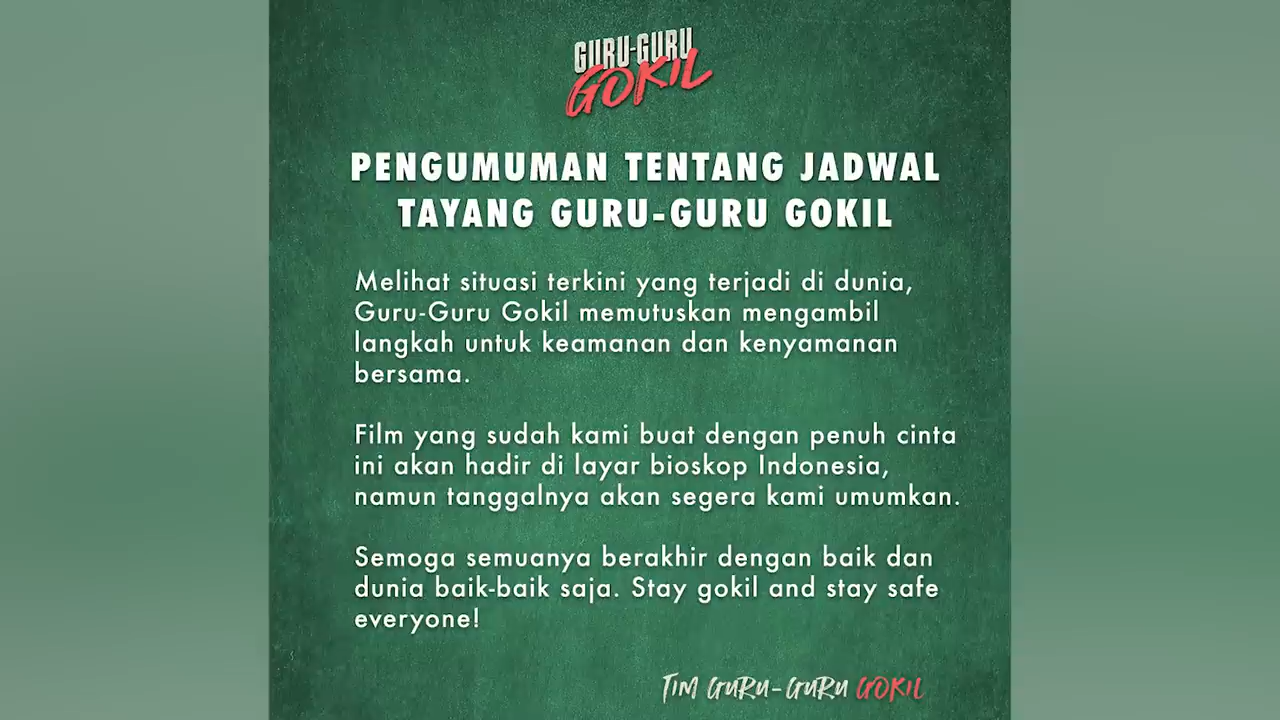 GURU-GURU
GOKIL
PENGUMUMAN TENTANG JADWAL
TAYANG GURU-GURU GOKIL
Melihat situasi terkini yang terjadi di dunia,
Guru-Guru Gokil memutuskan mengambil
langkah untuk keamanan dan kenyamanan
bersama.
Film yang sudah kami buat dengan penuh cinta
ini akan hadir di layar bioskop Indonesia,
namun tanggalnya akan segera kami umumkan.
Semoga semuanya berakhir dengan baik dan
dunia baik-baik saja. Stay gokil and stay safe
everyone!
TIM GURU-GURU GOKIL